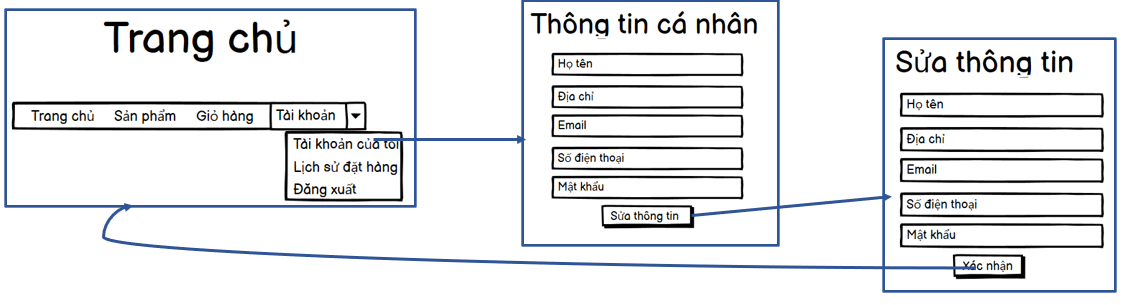 Trang chủ
Trang chủ Sản phẩm Giỏ hàng Tài khoản
Tài khoản của tôi
Lịch sử đặt hàng
Đăng xuất
Thông tin cá nhân
Họ tên
Địa chỉ
Email
Số điện thoại
Mật khẩu
Sửa thông tin
Sửa thông tin
Họ tên
Địa chỉ
Email
Số điện thoại
Mật khẩu
Xác nhận